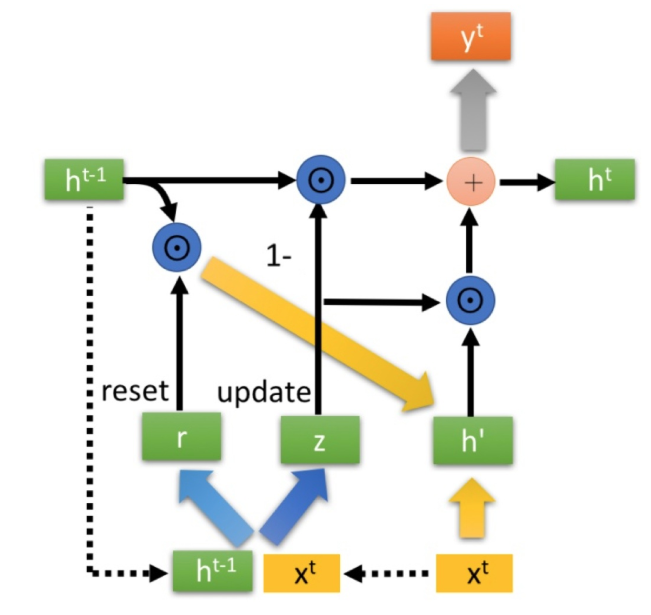 yᵗ
hᵗ⁻¹ ⊙ + hᵗ
⊙ 1-
⊙
reset update
r z h'
hᵗ⁻¹ xᵗ xᵗ